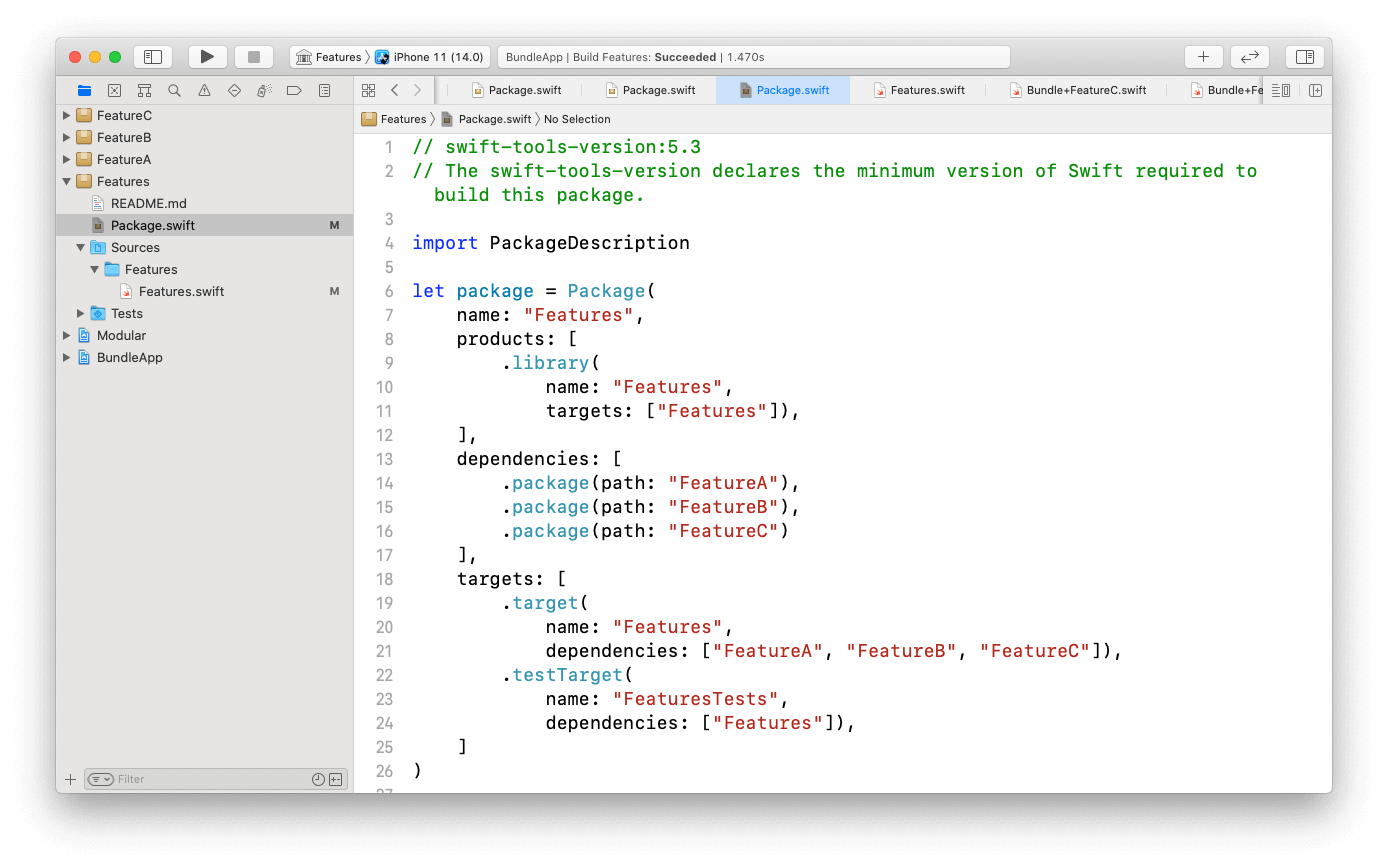 Features
iPhone 11 (14.0)
BundleApp | Build Features: Succeeded | 1.470s
Package.swift
Package.swift
Package.swift
Features.swift
Bundle+FeatureC.swift
Bundle+Fe
FeatureC
FeatureB
FeatureA
Features
README.md
Package.swift M
Sources
Features
Features.swift M
Tests
Modular
BundleApp
Filter
Features
Package.swift
No Selection
1 // swift-tools-version:5.3
2 // The swift-tools-version declares the minimum version of Swift required to
build this package.
3
4 import PackageDescription
5
6 let package = Package(
7     name: "Features",
8     products: [
9         .library(
10             name: "Features",
11             targets: ["Features"]),
12     ],
13     dependencies: [
14         .package(path: "FeatureA"),
15         .package(path: "FeatureB"),
16         .package(path: "FeatureC")
17     ],
18     targets: [
19         .target(
20             name: "Features",
21             dependencies: ["FeatureA", "FeatureB", "FeatureC"]),
22         .testTarget(
23             name: "FeaturesTests",
24             dependencies: ["Features"]),
25     ]
26 )